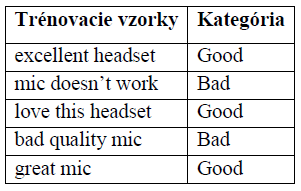 Trénovacie vzorky Kategória
excellent headset Good
mic doesn’t work Bad
love this headset Good
bad quality mic Bad
great mic Good